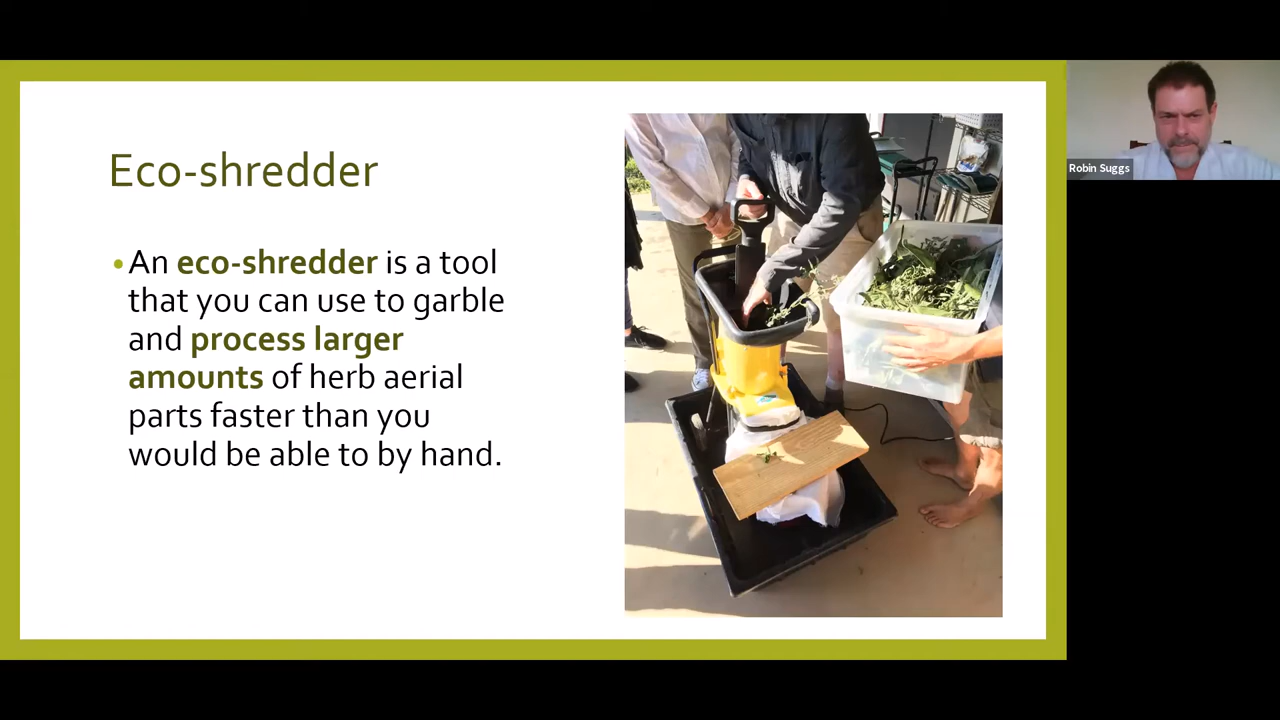 Eco-shredder
• An eco-shredder is a tool
that you can use to garble
and process larger
amounts of herb aerial
parts faster than you
would be able to by hand.
Robin Suggs